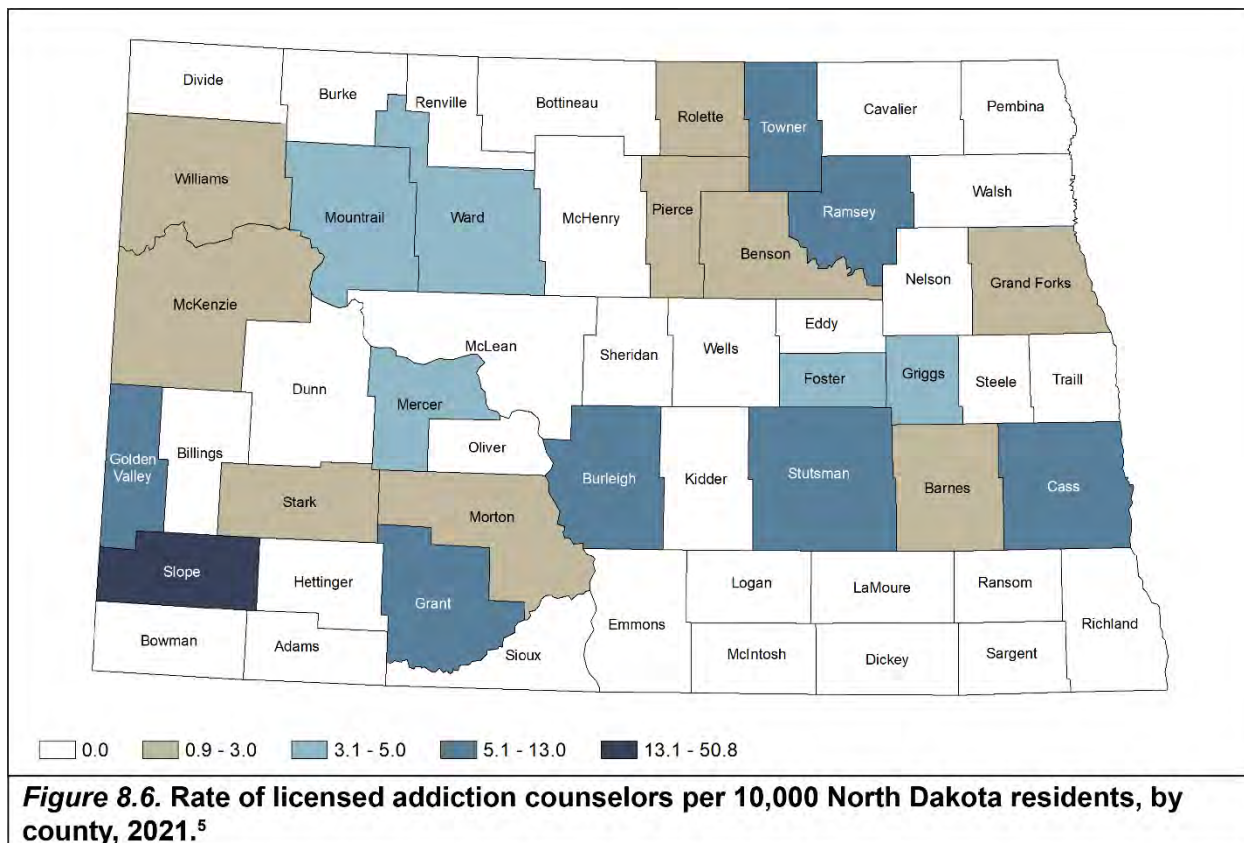 Divide
Burke
Renville
Bottineau
Rolette
Towner
Cavalier
Pembina
Williams
Mountrail
Ward
McHenry
Pierce
Ramsey
Walsh
Benson
Nelson
Grand Forks
McKenzie
McLean
Sheridan
Wells
Eddy
Dunn
Mercer
Foster
Griggs
Steele
Traill
Golden
Valley
Billings
Oliver
Burleigh
Kidder
Stutsman
Barnes
Cass
Stark
Morton
Slope
Hettinger
Grant
Logan
LaMoure
Ransom
Emmons
Richland
Bowman
Adams
Sioux
McIntosh
Dickey
Sargent
0.0 0.9 - 3.0 3.1 - 5.0 5.1 - 13.0 13.1 - 50.8
Figure 8.6. Rate of licensed addiction counselors per 10,000 North Dakota residents, by
county, 2021.⁵